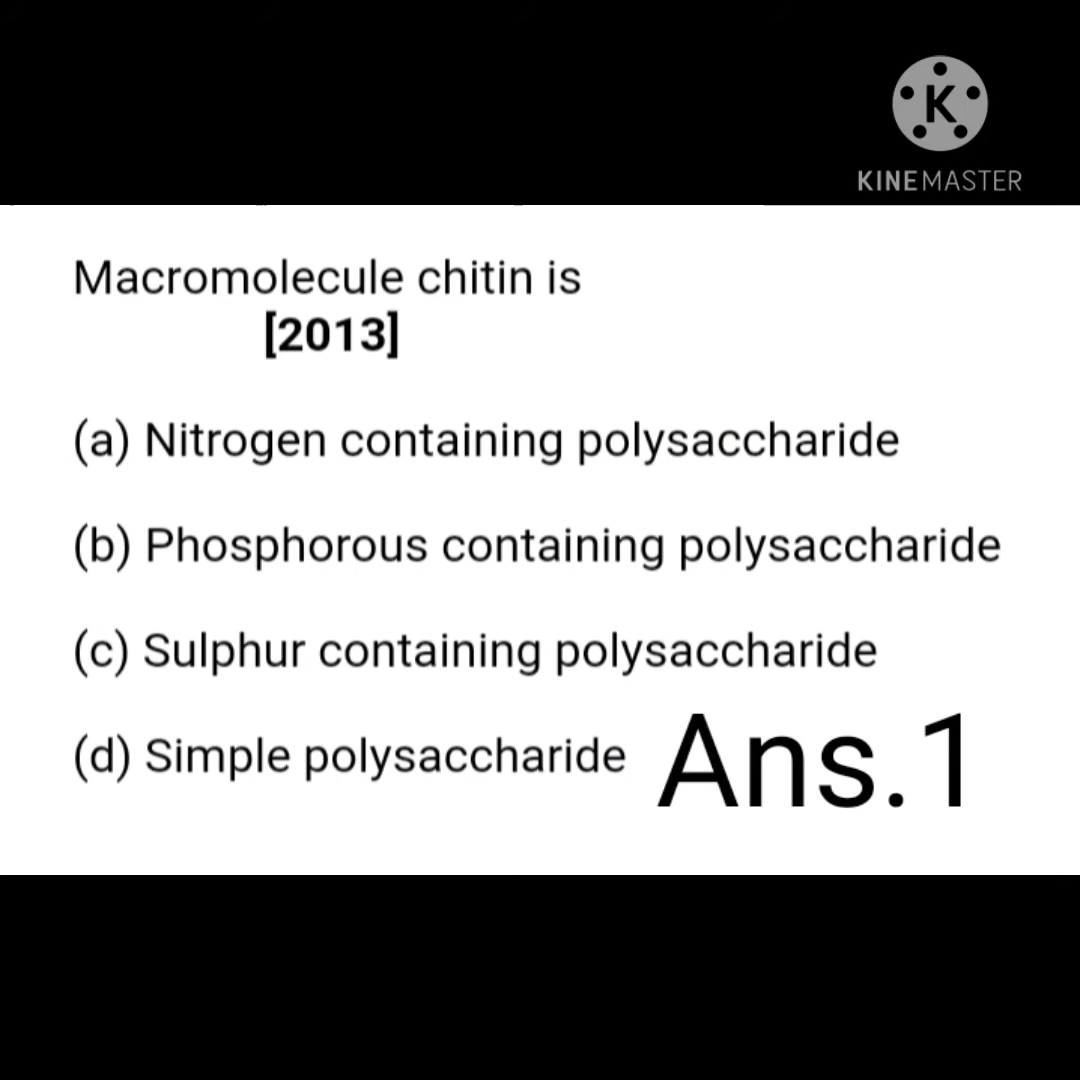 K
KINEMASTER
Macromolecule chitin is
[2013]
(a) Nitrogen containing polysaccharide
(b) Phosphorous containing polysaccharide
(c) Sulphur containing polysaccharide
(d) Simple polysaccharide Ans.1